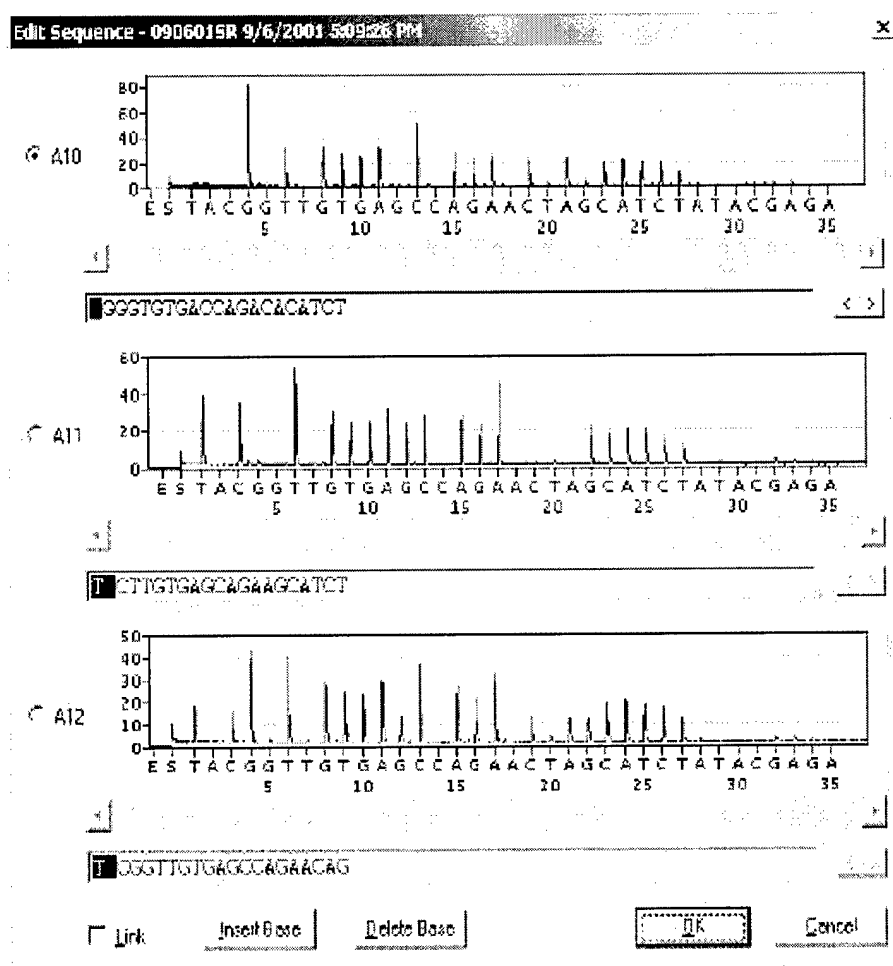 Edit Sequence - 090601SR 9/6/2001 5:09:26 PM
x
80
60
40
20
0
A10
E S T A C G G T T G T G A G C C A G A A C T A G C A T C T A T A C G A G A
5 10 15 20 25 30 35
GGGTGTGACCAGACACATCT
< >
60
40
20
0
A11
E S T A C G G T T G T G A G C C A G A A C T A G C A T C T A T A C G A G A
5 10 15 20 25 30 35
T CTTGTGAGCAGAAGCATCT
50
40
30
20
10
0
A12
E S T A C G G T T G T G A G C C A G A A C T A G C A T C T A T A C G A G A
5 10 15 20 25 30 35
T CGGTTGTGAGCCAGAACAG
Link
Insert Base
Delete Base
OK
Cancel